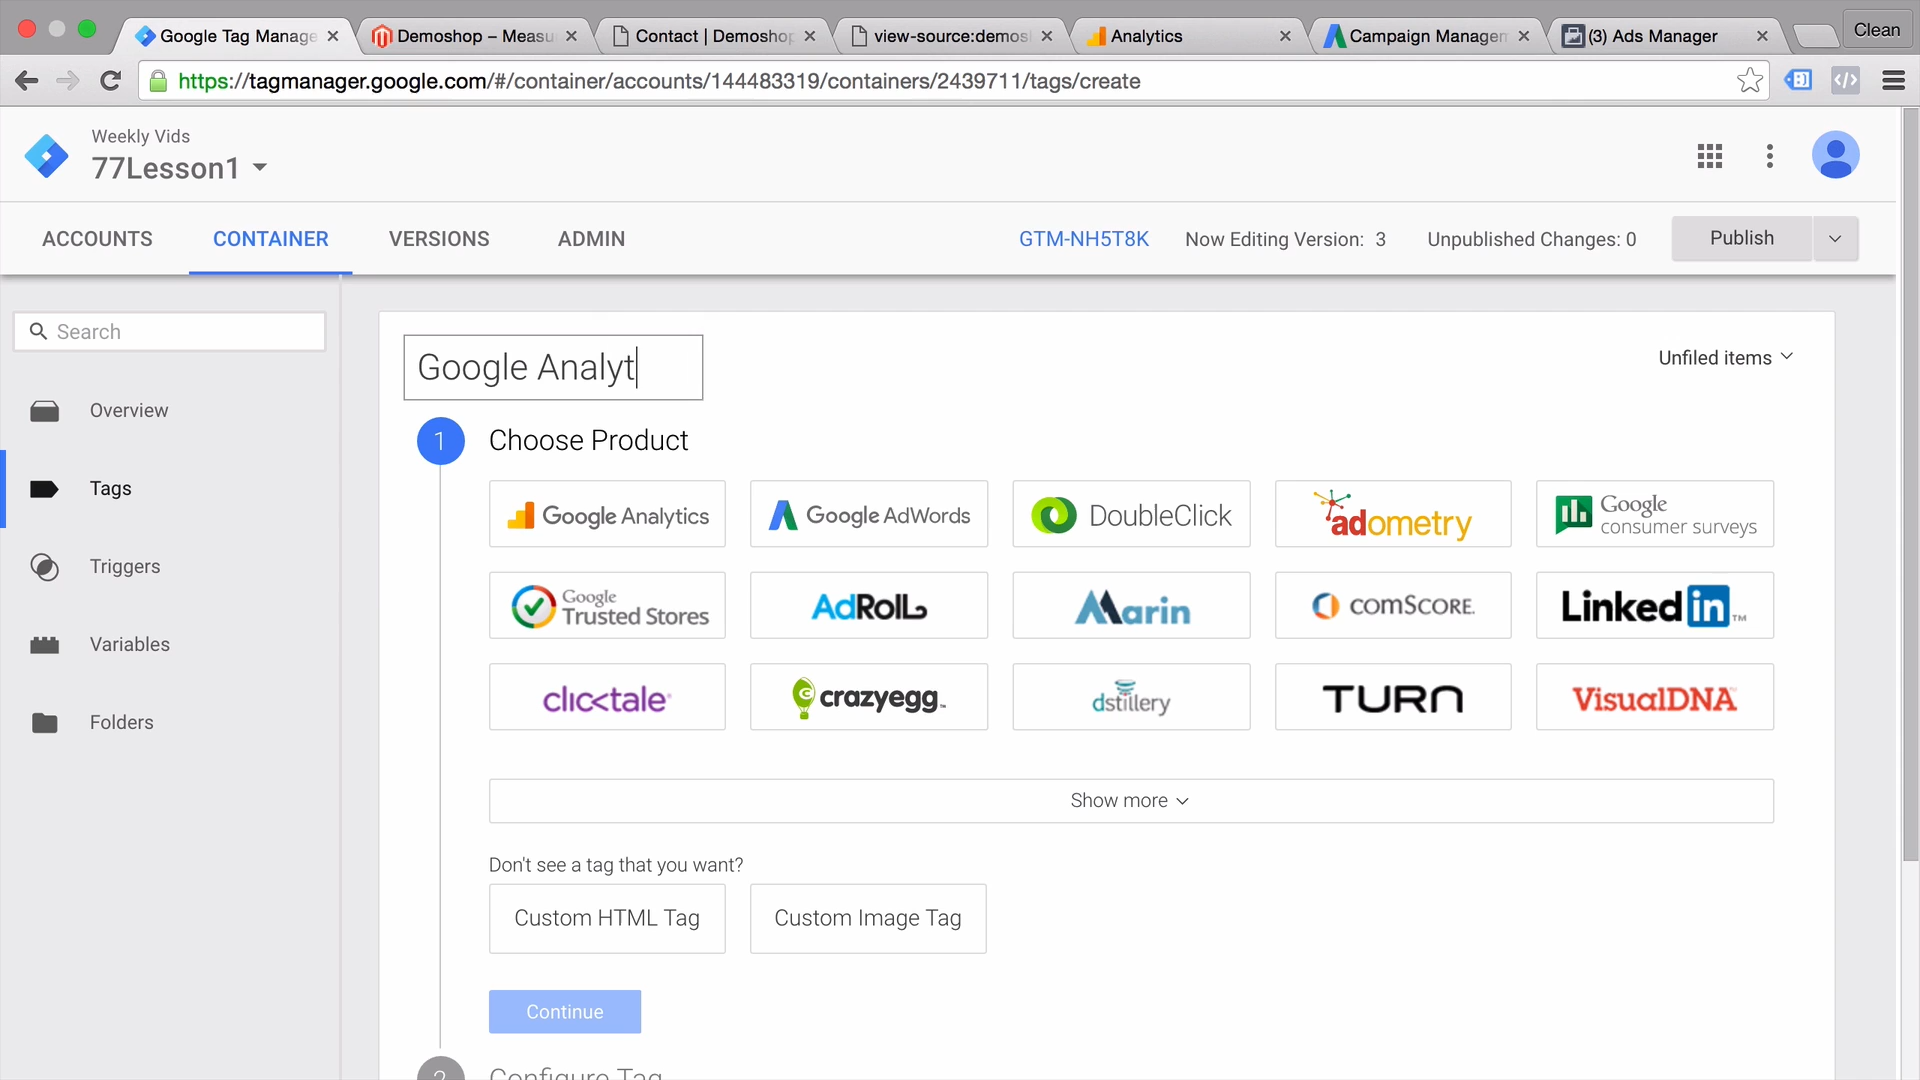 Google Tag Manage
Demoshop – Measu
Contact | Demoshop
view-source:demos
Analytics
Campaign Managem
(3) Ads Manager
Clean
https://tagmanager.google.com/#/container/accounts/144483319/containers/2439711/tags/create
Weekly Vids
77Lesson1
ACCOUNTS
CONTAINER
VERSIONS
ADMIN
GTM-NH5T8K
Now Editing Version: 3
Unpublished Changes: 0
Publish
Search
Overview
Tags
Triggers
Variables
Folders
Google Analyt
Unfiled items
1
Choose Product
Google Analytics
Google AdWords
DoubleClick
adometry
Google
consumer surveys
Google
Trusted Stores
AdRoll
Marin
comSCORE.
Linkedin™
clicktale
crazyegg™
dstillery
TURN
VisualDNA
Show more
Don't see a tag that you want?
Custom HTML Tag
Custom Image Tag
Continue
2
Configure Tag